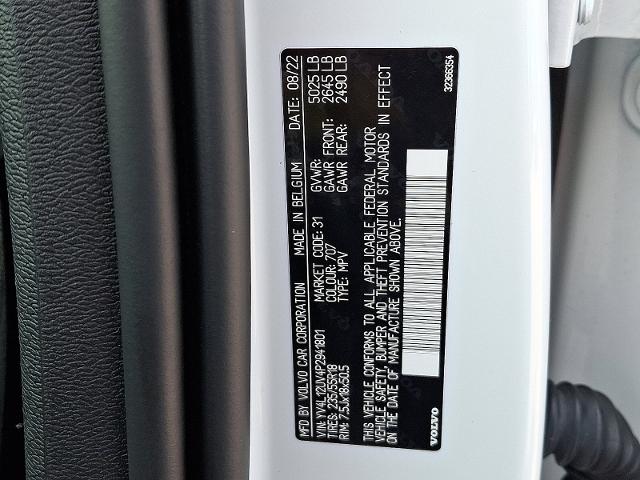 MFD BY VOLVO CAR CORPORATION MADE IN BELGIUM DATE: 08/22
VIN: YV4L12UV4P2941801 MARKET CODE: 31 GVWR: 5025 LB
TIRES: 235/55R18 COLOUR: 707 GAWR FRONT: 2645 LB
RIM: 7.5Jx18x50.5 TYPE: MPV GAWR REAR: 2490 LB
THIS VEHICLE CONFORMS TO ALL APPLICABLE FEDERAL MOTOR
VEHICLE SAFETY, BUMPER AND THEFT PREVENTION STANDARDS IN EFFECT
ON THE DATE OF MANUFACTURE SHOWN ABOVE.
VOLVO 32366354